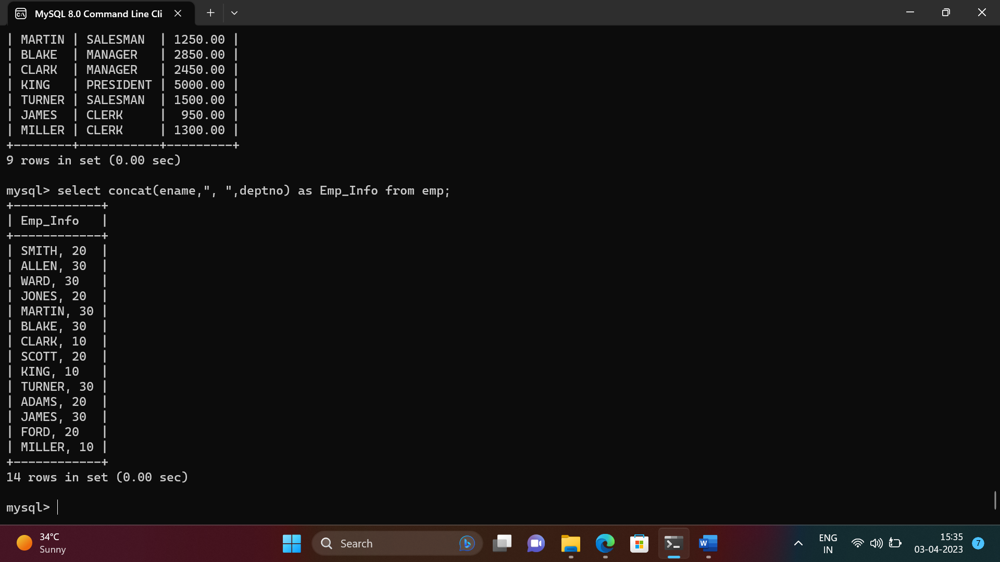 MySQL 8.0 Command Line Cli
| MARTIN | SALESMAN  | 1250.00 |
| BLAKE  | MANAGER   | 2850.00 |
| CLARK  | MANAGER   | 2450.00 |
| KING   | PRESIDENT | 5000.00 |
| TURNER | SALESMAN  | 1500.00 |
| JAMES  | CLERK     |  950.00 |
| MILLER | CLERK     | 1300.00 |
+--------+-----------+---------+
9 rows in set (0.00 sec)
mysql> select concat(ename,", ",deptno) as Emp_Info from emp;
+------------+
| Emp_Info   |
+------------+
| SMITH, 20  |
| ALLEN, 30  |
| WARD, 30   |
| JONES, 20  |
| MARTIN, 30 |
| BLAKE, 30  |
| CLARK, 10  |
| SCOTT, 20  |
| KING, 10   |
| TURNER, 30 |
| ADAMS, 20  |
| JAMES, 30  |
| FORD, 20   |
| MILLER, 10 |
+------------+
14 rows in set (0.00 sec)
mysql>
34°C
Sunny
Search
ENG
IN
15:35
03-04-2023
7